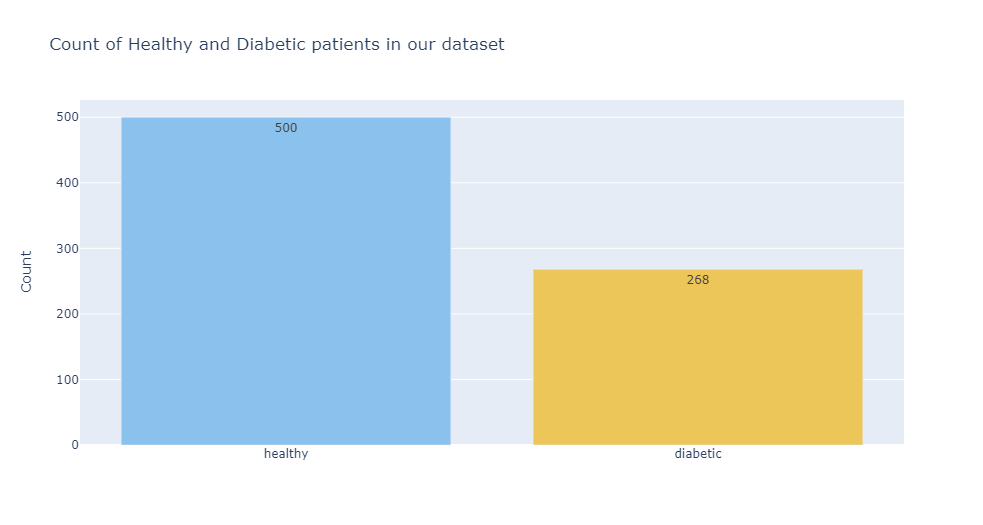 Count of Healthy and Diabetic patients in our dataset
Count
500
400
300
200
100
0
500
268
healthy
diabetic